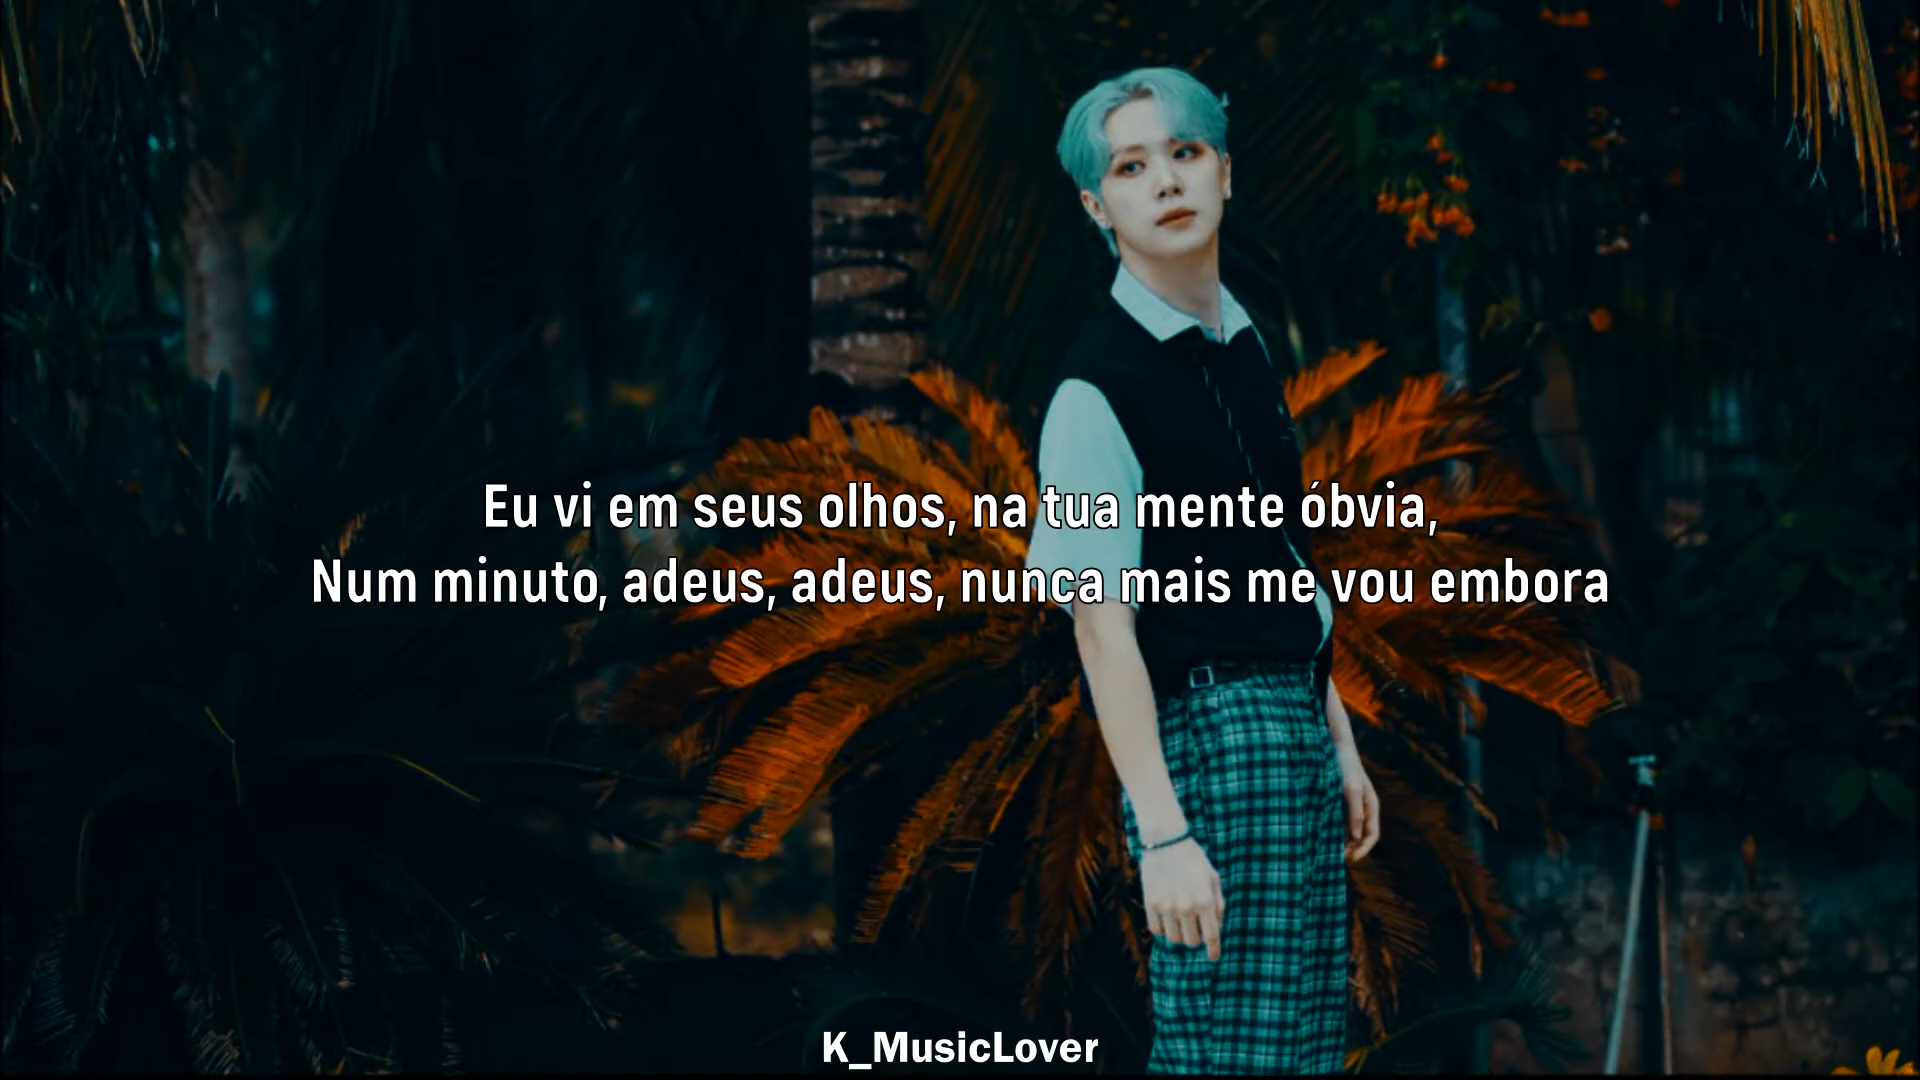 Eu vi em seus olhos, na tua mente óbvia,
Num minuto, adeus, adeus, nunca mais me vou embora
K_MusicLover